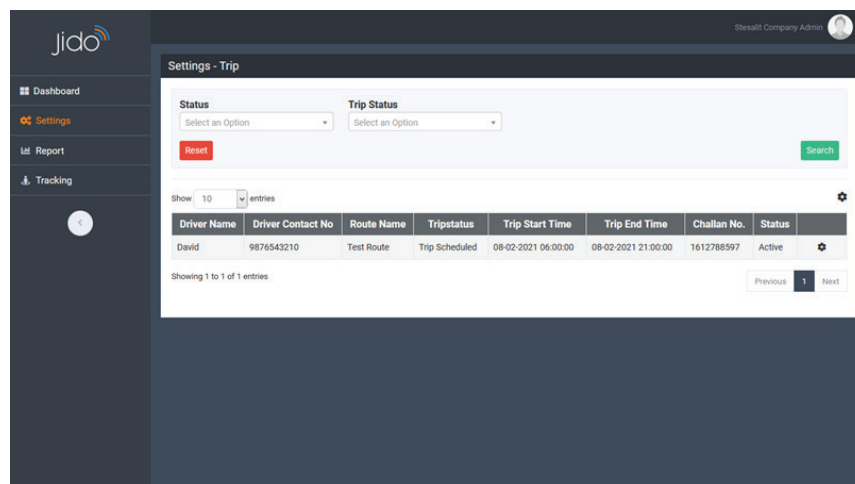 Jido
Stesalit Company Admin
Settings - Trip
Dashboard
Settings
Report
Tracking
Status Trip Status
Select an Option Select an Option
Reset Search
Show 10 entries
Driver Name Driver Contact No Route Name Tripstatus Trip Start Time Trip End Time Challan No. Status
David 9876543210 Test Route Trip Scheduled 08-02-2021 06:00:00 08-02-2021 21:00:00 1612788597 Active
Showing 1 to 1 of 1 entries
Previous 1 Next